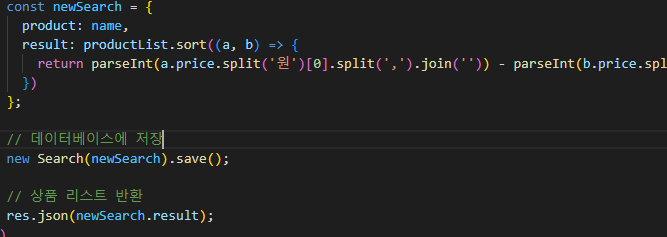 const newSearch = {
product: name,
result: productList.sort((a, b) => {
return parseInt(a.price.split('원')[0].split(',').join('')) - parseInt(b.price.spl
})
};
// 데이터베이스에 저장
new Search(newSearch).save();
// 상품 리스트 반환
res.json(newSearch.result);
)